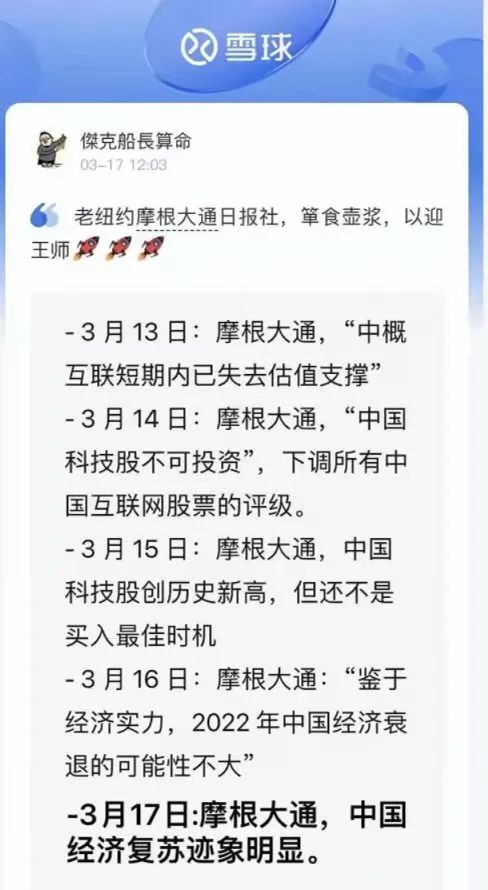 雪球
傑克船長算命
03-17 12:03
老纽约摩根大通日报社，箪食壶浆，以迎
王师🚀🚀🚀
- 3 月 13 日：摩根大通，“中概
互联短期内已失去估值支撑”
- 3 月 14 日：摩根大通，“中国
科技股不可投资”，下调所有中
国互联网股票的评级。
- 3 月 15 日：摩根大通，中国
科技股创历史新高，但还不是
买入最佳时机
- 3 月 16 日：摩根大通：“鉴于
经济实力，2022 年中国经济衰
退的可能性不大”
-3月17日:摩根大通，中国
经济复苏迹象明显。